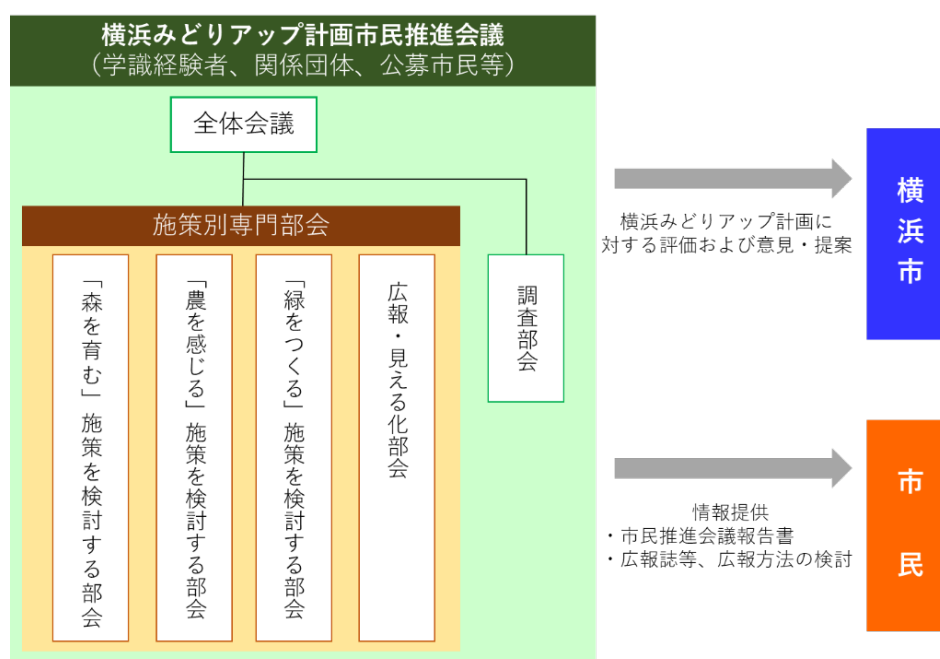 横浜みどりアップ計画市民推進会議
（学識経験者、関係団体、公募市民等）
全体会議
施策別専門部会
「森を育む」施策を検討する部会
「農を感じる」施策を検討する部会
「緑をつくる」施策を検討する部会
広報・見える化部会
調査部会
横浜みどりアップ計画に
対する評価および意見・提案
横浜市
情報提供
・市民推進会議報告書
・広報誌等、広報方法の検討
市民